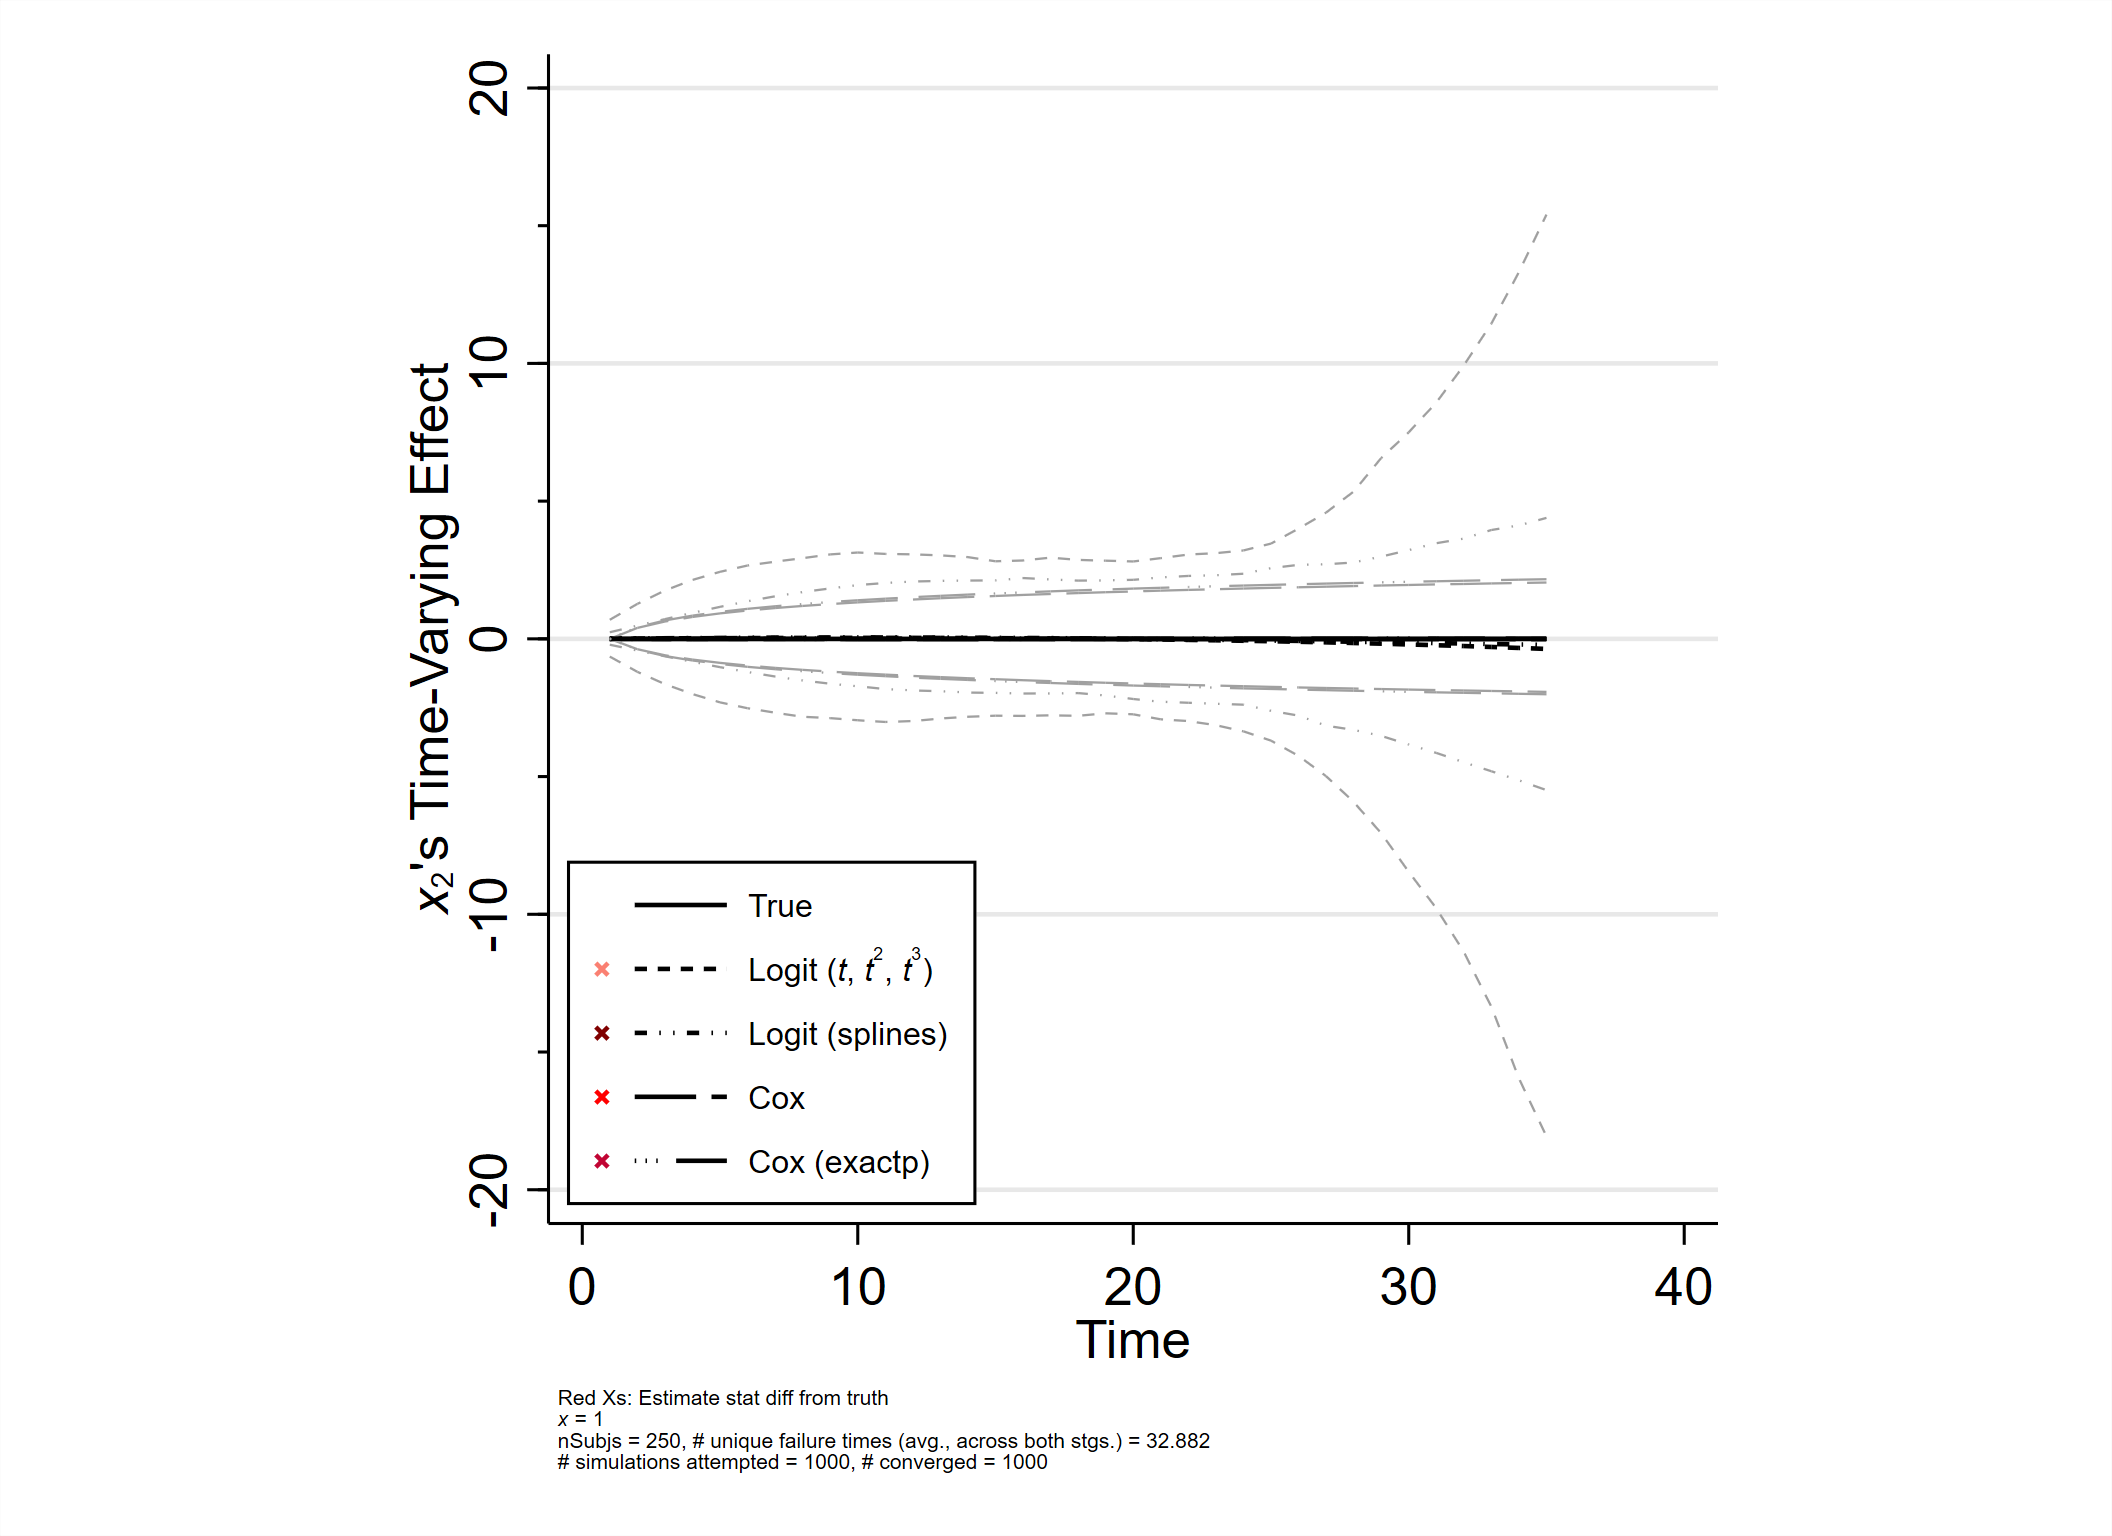 20
10
0
-10
-20
x₂'s Time-Varying Effect
True
Logit (t, t², t³)
Logit (splines)
Cox
Cox (exactp)
0 10 20 30 40
Time
Red Xs: Estimate stat diff from truth
x = 1
nSubjs = 250, # unique failure times (avg., across both stgs.) = 32.882
# simulations attempted = 1000, # converged = 1000